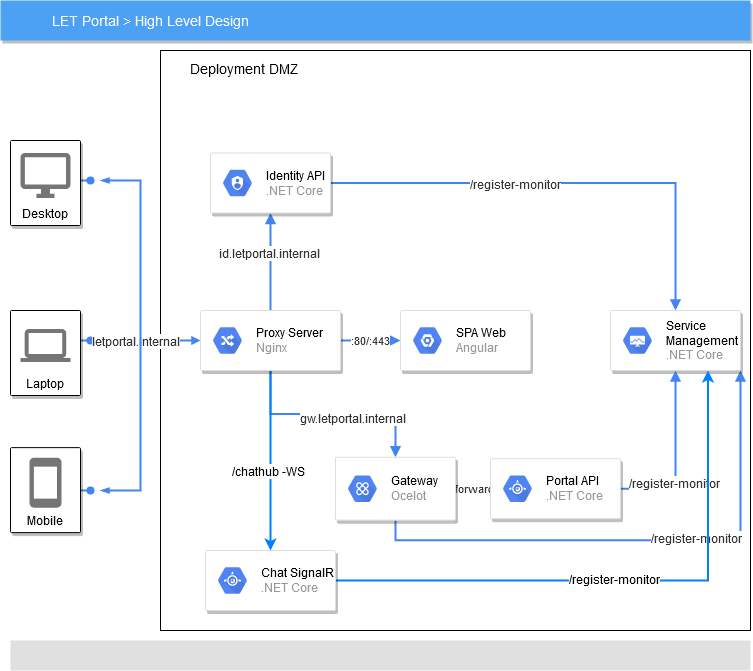 LET Portal > High Level Design
Deployment DMZ
Identity API
.NET Core
/register-monitor
Desktop
id.letportal.internal
letportal.internal
Proxy Server
Nginx
:80/:443
SPA Web
Angular
Service
Management
.NET Core
Laptop
gw.letportal.internal
/chathub -WS
Gateway
Ocelot
forward
Portal API
.NET Core
/register-monitor
Mobile
/register-monitor
Chat SignalR
.NET Core
/register-monitor